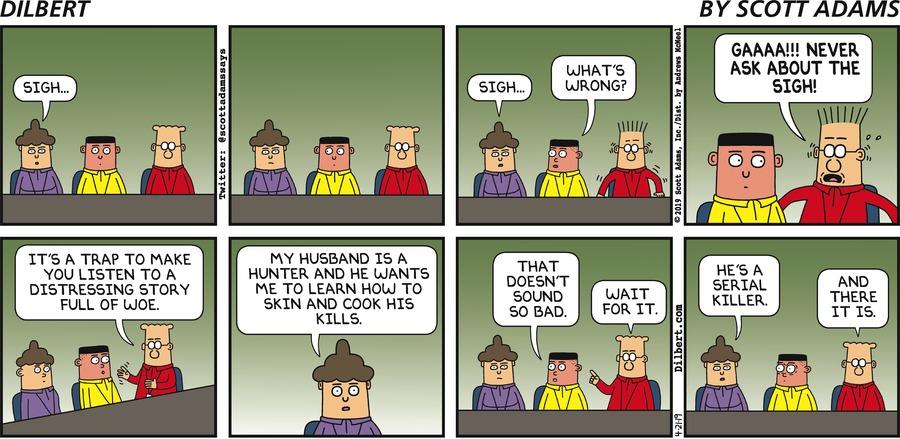 DILBERT
BY SCOTT ADAMS
SIGH...
Twitter: @scottadamssays
SIGH...
WHAT'S
WRONG?
©2019 Scott Adams, Inc./Dist. by Andrews McMeel
GAAAA!!! NEVER
ASK ABOUT THE
SIGH!
IT'S A TRAP TO MAKE
YOU LISTEN TO A
DISTRESSING STORY
FULL OF WOE.
MY HUSBAND IS A
HUNTER AND HE WANTS
ME TO LEARN HOW TO
SKIN AND COOK HIS
KILLS.
THAT
DOESN'T
SOUND
SO BAD.
WAIT
FOR IT.
4-21-19
Dilbert.com
HE'S A
SERIAL
KILLER.
AND
THERE
IT IS.